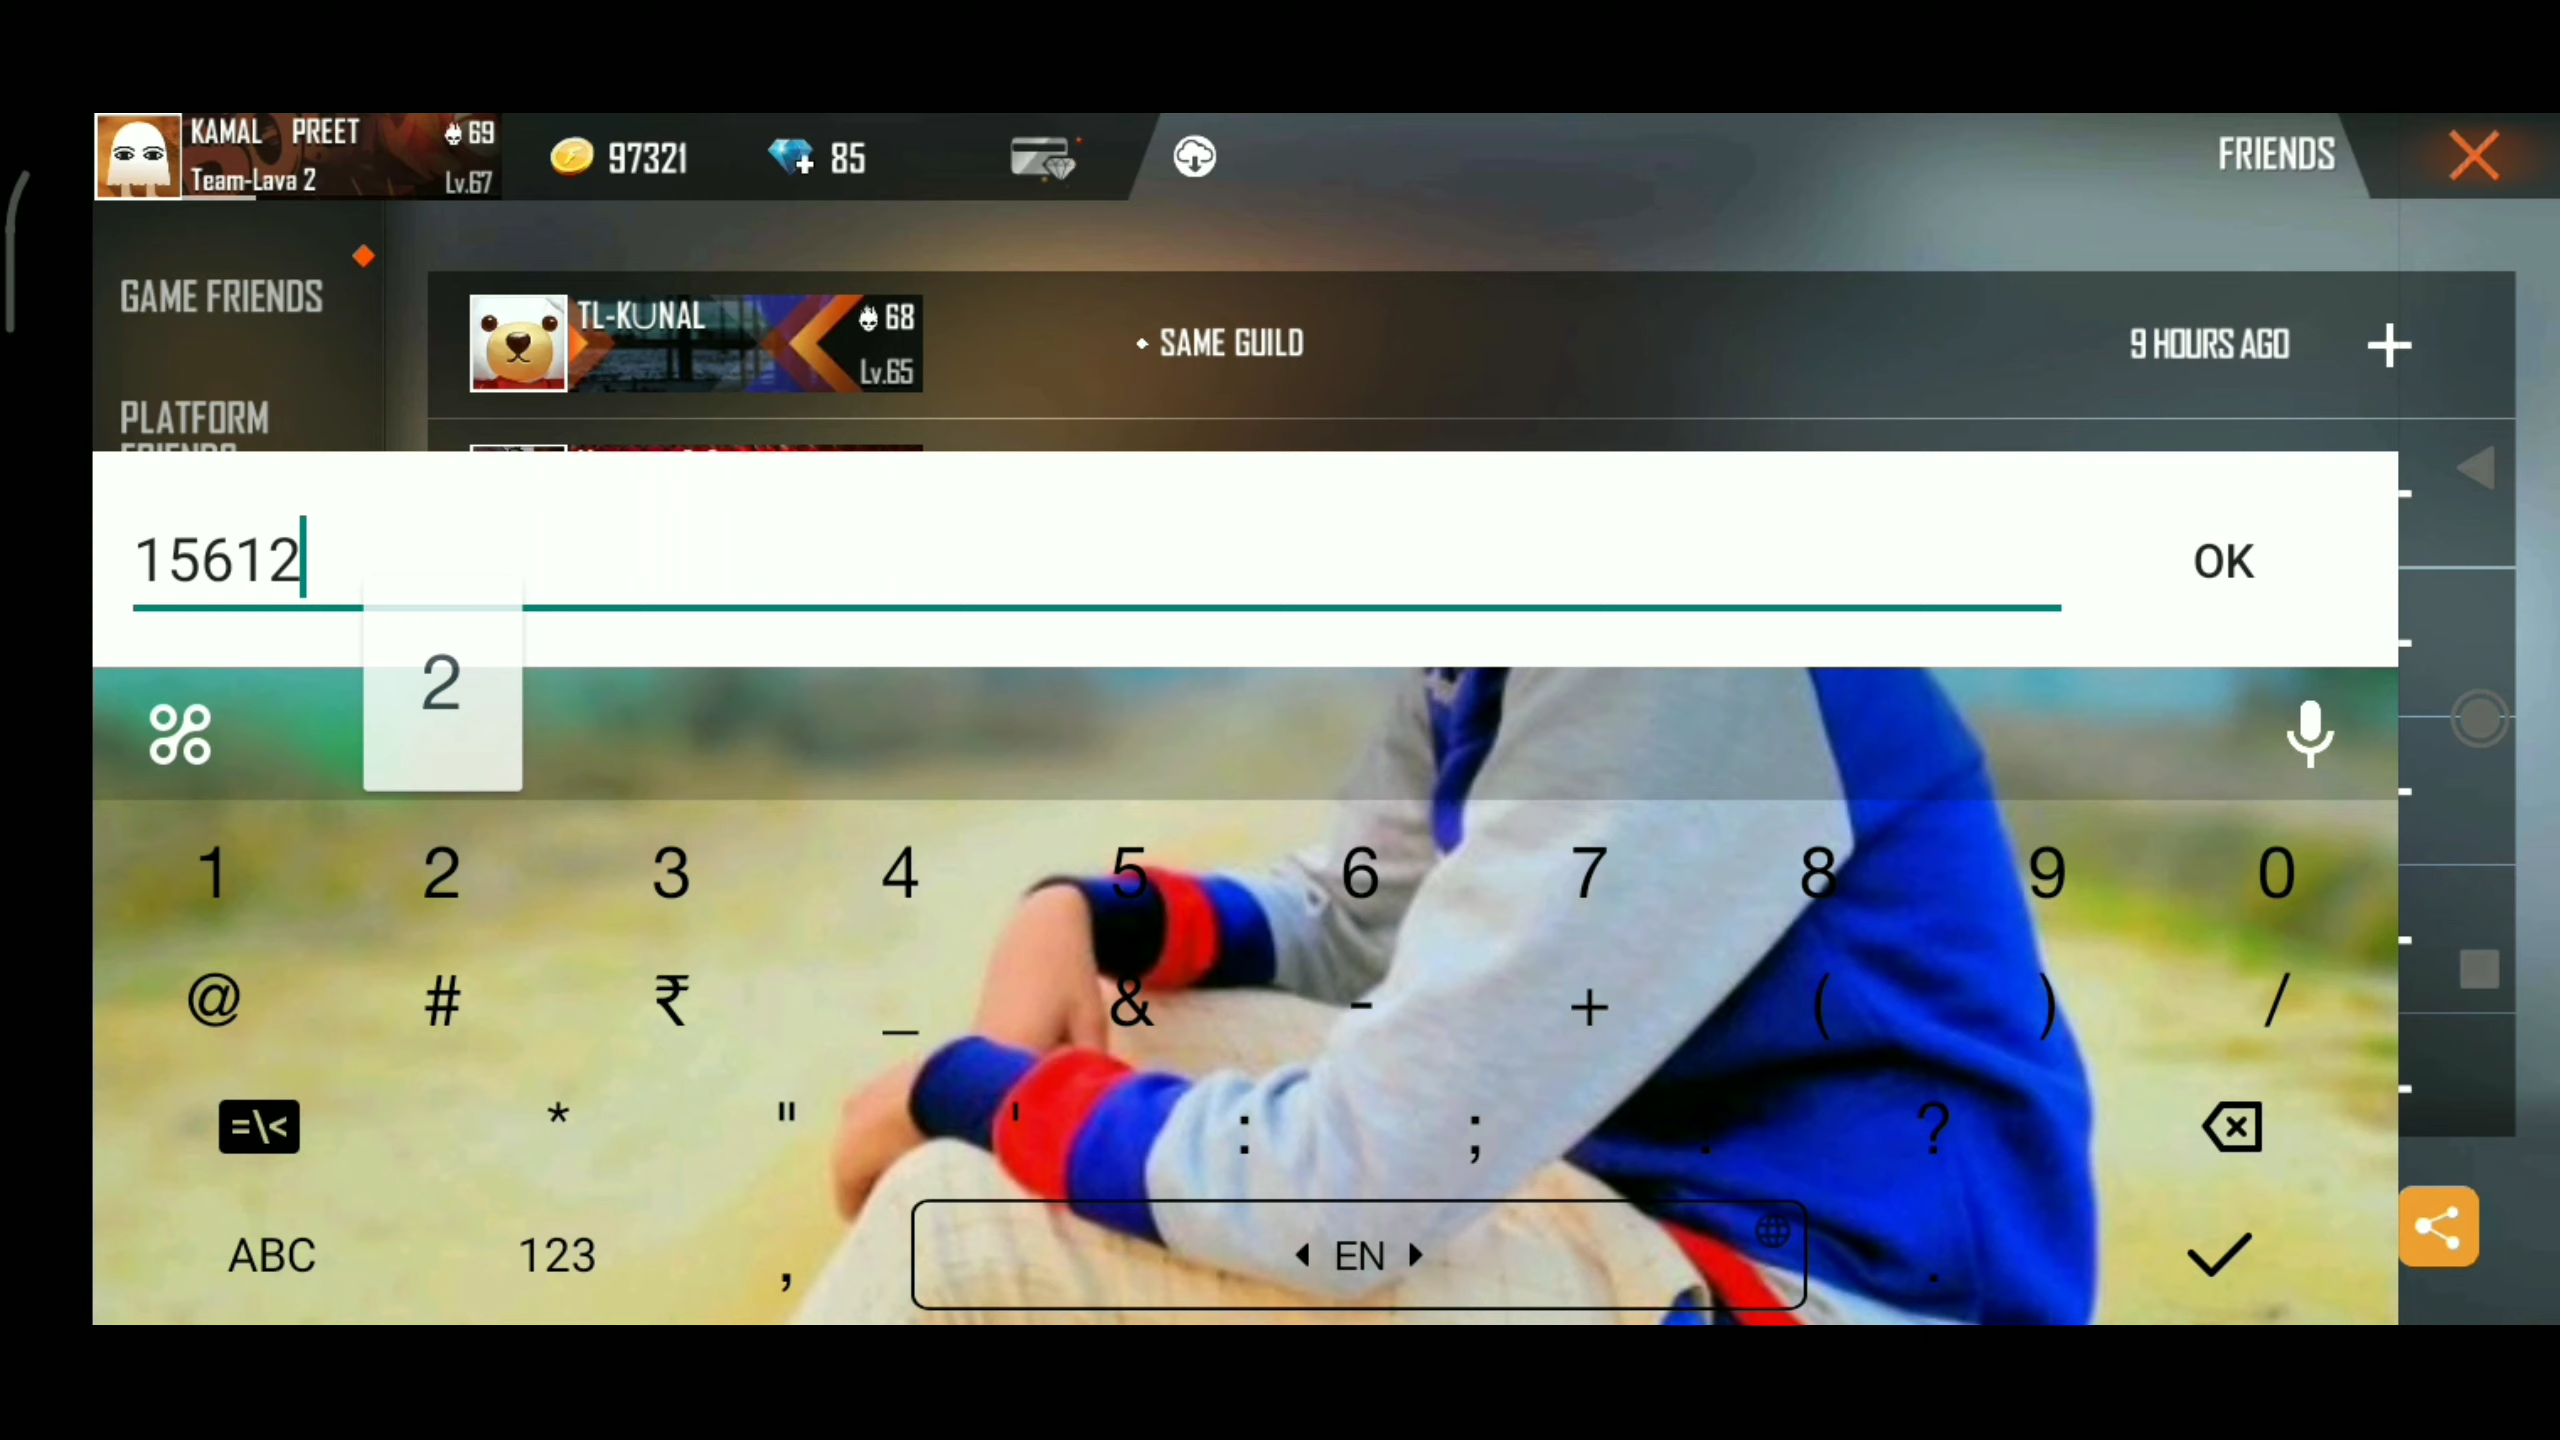 KAMAL PREET
69
Team-Lava 2
Lv.67
97321
85
FRIENDS
GAME FRIENDS
TL-KUNAL
68
Lv.65
SAME GUILD
9 HOURS AGO
PLATFORM
FRIENDS
15612
OK
2
1 2 3 4 5 6 7 8 9 0
@ # ₹ _ & - + ( ) /
=\< * " ' : ; ! ?
ABC 123 , EN .